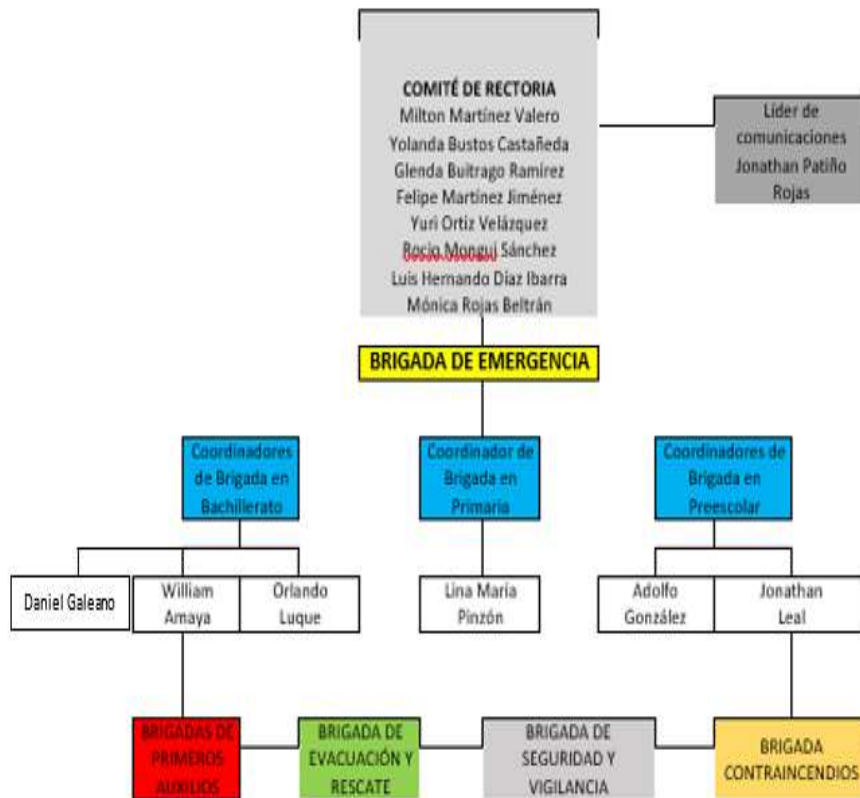 COMITÉ DE RECTORIA
Milton Martínez Valero
Yolanda Bustos Castañeda
Glenda Buitrago Ramírez
Felipe Martínez Jiménez
Yuri Ortiz Velázquez
Rocio Mongui Sánchez
Luis Hernando Diaz Ibarra
Mónica Rojas Beltrán
Líder de
comunicaciones
Jonathan Patiño
Rojas
BRIGADA DE EMERGENCIA
Coordinadores
de Brigada en
Bachillerato
Coordinador de
Brigada en
Primaria
Coordinadores de
Brigada en
Preescolar
Daniel Galeano
William
Amaya
Orlando
Luque
Lina María
Pinzón
Adolfo
González
Jonathan
Leal
BRIGADAS DE
PRIMEROS
AUXILIOS
BRIGADA DE
EVACUACIÓN Y
RESCATE
BRIGADA DE
SEGURIDAD Y
VIGILANCIA
BRIGADA
CONTRAINCENDIOS